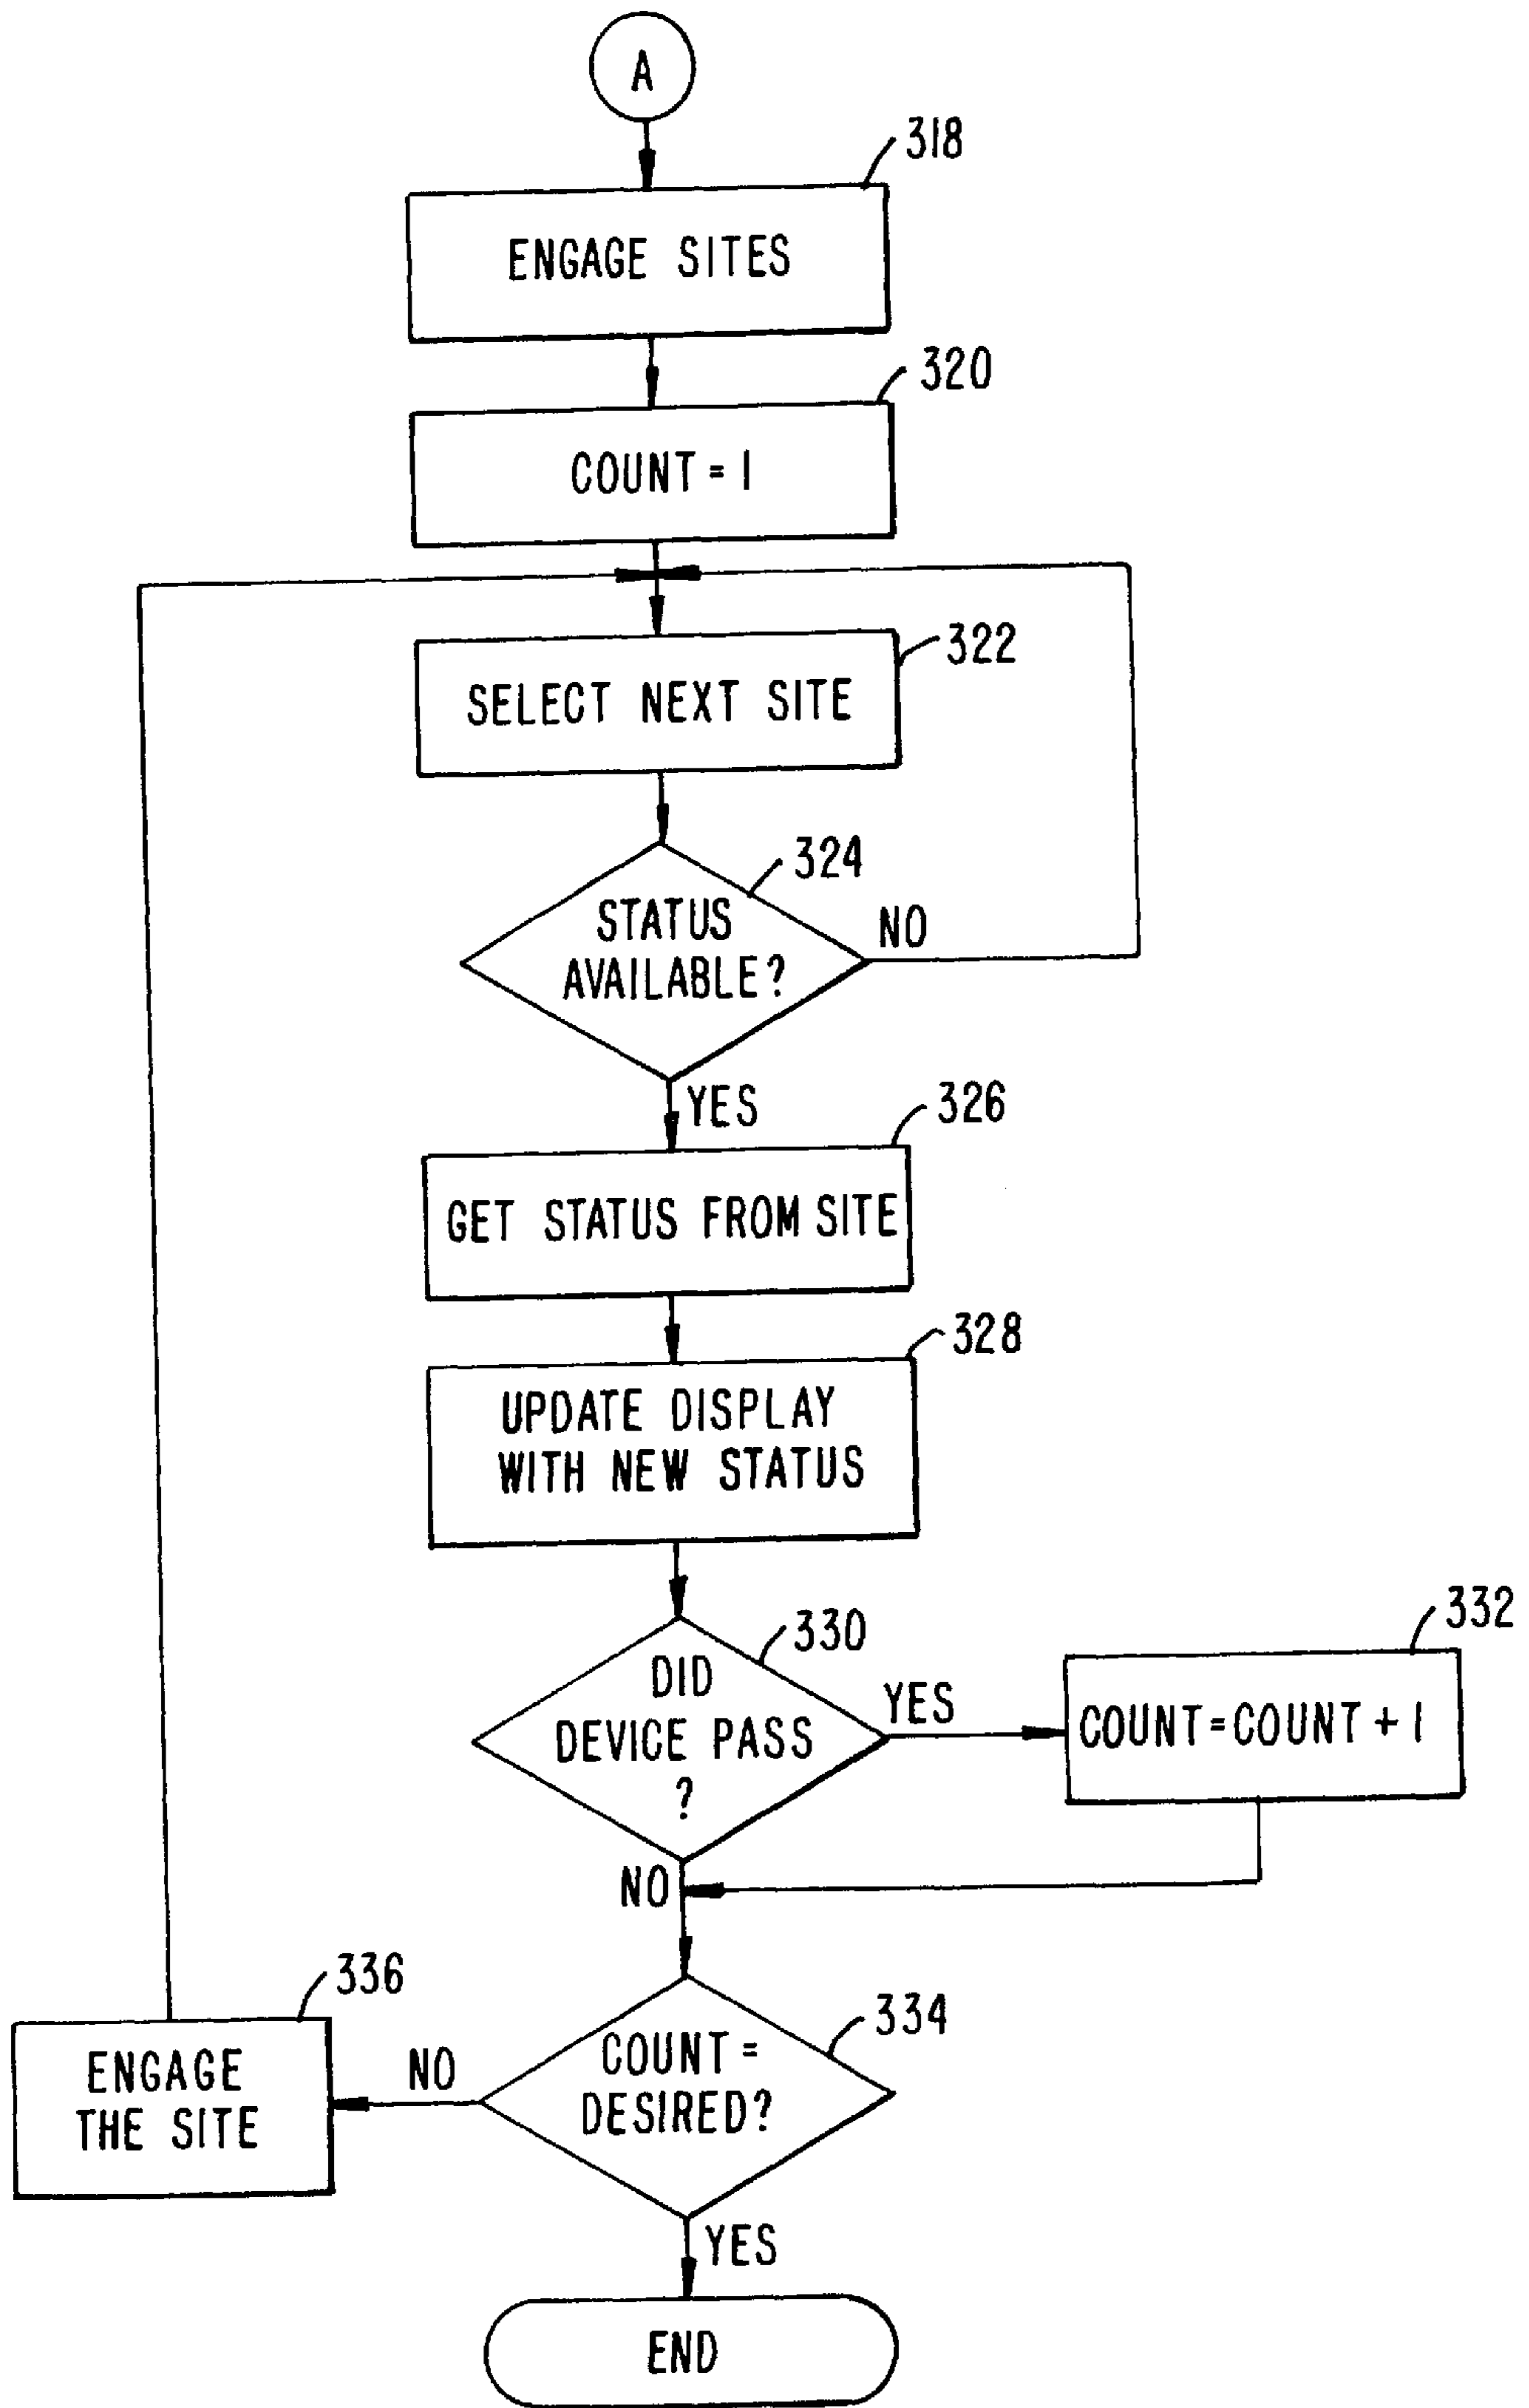 A
318
ENGAGE SITES
320
COUNT = 1
322
SELECT NEXT SITE
324
STATUS
AVAILABLE?
NO
YES
326
GET STATUS FROM SITE
328
UPDATE DISPLAY
WITH NEW STATUS
330
DID
DEVICE PASS
?
YES
332
COUNT = COUNT + 1
NO
334
COUNT =
DESIRED?
NO
336
ENGAGE
THE SITE
YES
END